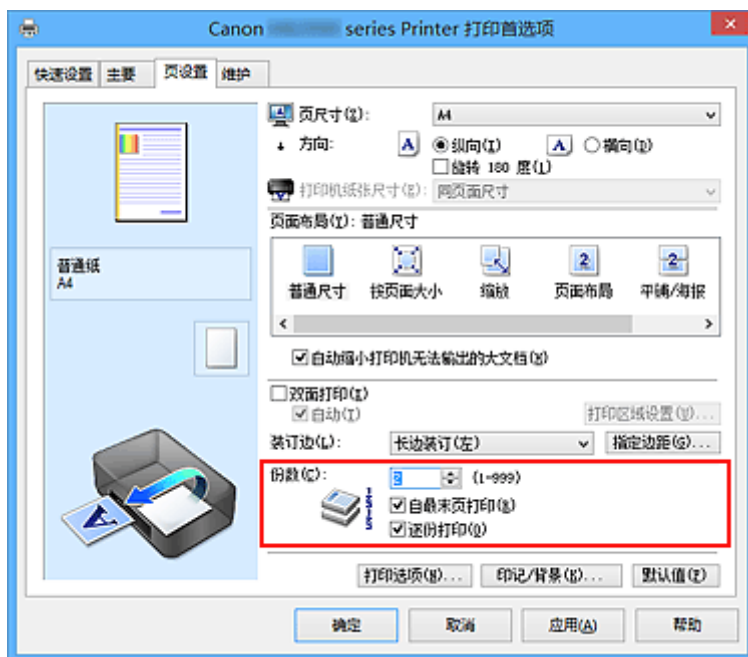 Canon series Printer 打印首选项
快速设置 主要 页设置 维护
页尺寸(Z): A4
方向: A 纵向(I) A 横向(D)
旋转 180 度(L)
打印机纸张尺寸(E): 同页面尺寸
页面布局(Y): 普通尺寸
普通尺寸 按页面大小 缩放 页面布局 平铺/海报
普通纸
A4
自动缩小打印机无法输出的大文档(X)
双面打印(X)
自动(T)
打印区域设置(U)...
装订边(L): 长边装订(左) 指定边距(G)...
份数(C): 2 (1-999)
自最末页打印(R)
逐份打印(O)
打印选项(N)... 印记/背景(K)... 默认值(F)
确定 取消 应用(A) 帮助